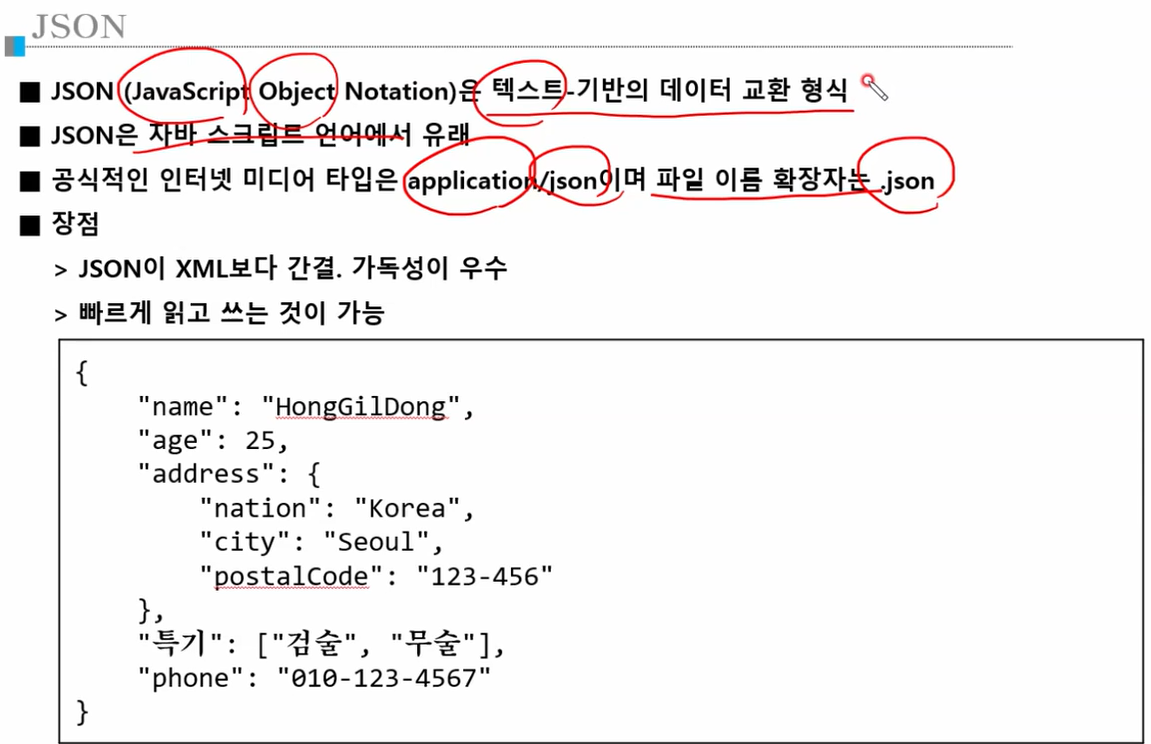 JSON
■ JSON (JavaScript Object Notation)은 텍스트-기반의 데이터 교환 형식
■ JSON은 자바 스크립트 언어에서 유래
■ 공식적인 인터넷 미디어 타입은 application/json이며 파일 이름 확장자는 .json
■ 장점
> JSON이 XML보다 간결. 가독성이 우수
> 빠르게 읽고 쓰는 것이 가능
{
"name": "HongGilDong",
"age": 25,
"address": {
"nation": "Korea",
"city": "Seoul",
"postalCode": "123-456"
},
"특기": ["검술", "무술"],
"phone": "010-123-4567"
}